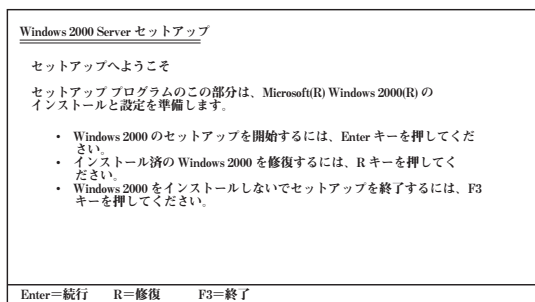 Windows 2000 Server セットアップ
セットアップへようこそ
セットアップ プログラムのこの部分は、Microsoft(R) Windows 2000(R) の
インストールと設定を準備します。
・ Windows 2000 のセットアップを開始するには、Enter キーを押してくだ
さい。
・ インストール済の Windows 2000 を修復するには、R キーを押してく
ださい。
・ Windows 2000 をインストールしないでセットアップを終了するには、F3
キーを押してください。
Enter＝続行 R＝修復 F3＝終了